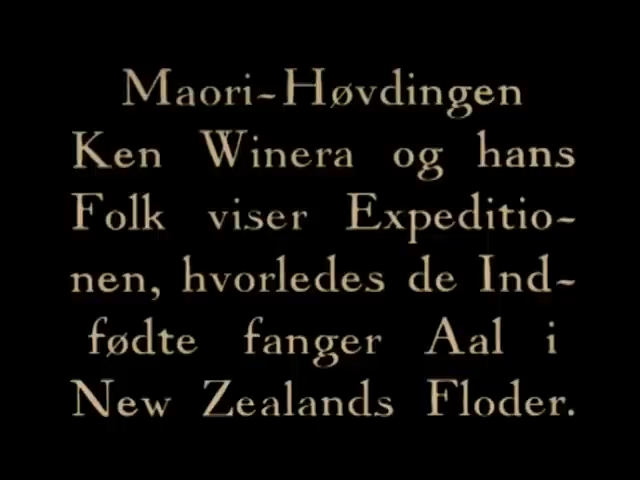 Maori-Høvdingen
Ken Winera og hans
Folk viser Expeditio-
nen, hvorledes de Ind-
fødte fanger Aal i
New Zealands Floder.